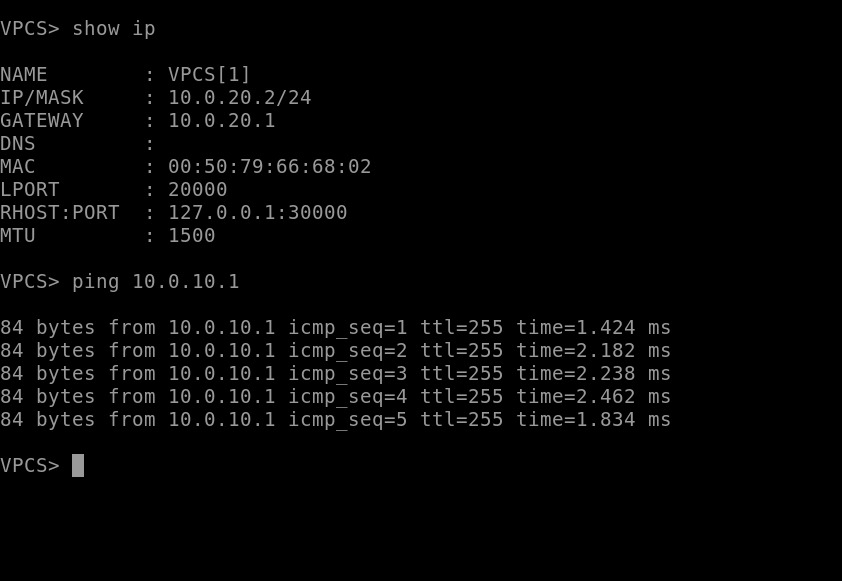 VPCS> show ip
NAME        : VPCS[1]
IP/MASK     : 10.0.20.2/24
GATEWAY     : 10.0.20.1
DNS         :
MAC         : 00:50:79:66:68:02
LPORT       : 20000
RHOST:PORT  : 127.0.0.1:30000
MTU         : 1500
VPCS> ping 10.0.10.1
84 bytes from 10.0.10.1 icmp_seq=1 ttl=255 time=1.424 ms
84 bytes from 10.0.10.1 icmp_seq=2 ttl=255 time=2.182 ms
84 bytes from 10.0.10.1 icmp_seq=3 ttl=255 time=2.238 ms
84 bytes from 10.0.10.1 icmp_seq=4 ttl=255 time=2.462 ms
84 bytes from 10.0.10.1 icmp_seq=5 ttl=255 time=1.834 ms
VPCS>